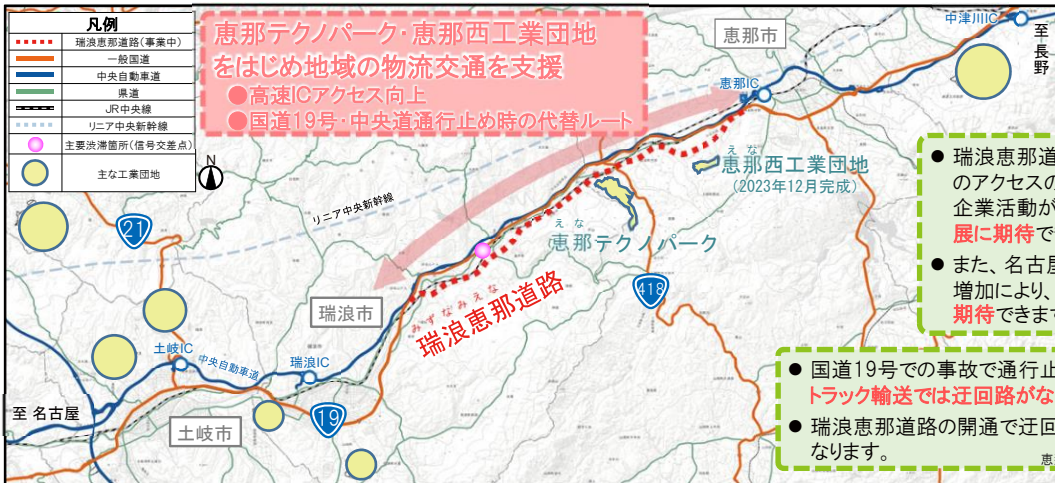 凡例
瑞浪恵那道路(事業中)
一般国道
中央自動車道
県道
JR中央線
リニア中央新幹線
主要渋滞箇所(信号交差点)
主な工業団地
N
恵那テクノパーク・恵那西工業団地
をはじめ地域の物流交通を支援
●高速ICアクセス向上
●国道19号・中央道通行止め時の代替ルート
恵那市
中津川IC
至 長野
恵那IC
えな
恵那西工業団地
(2023年12月完成)
21
リニア中央新幹線
えな
恵那テクノパーク
418
瑞浪市
みずなみえな
瑞浪恵那道路
土岐IC
中央自動車道
瑞浪IC
至 名古屋
19
土岐市
● 瑞浪恵那道
のアクセスの
企業活動が
展に期待で
● また、名古屋
増加により、
期待できます
● 国道19号での事故で通行止
トラック輸送では迂回路がな
● 瑞浪恵那道路の開通で迂回
なります。
恵